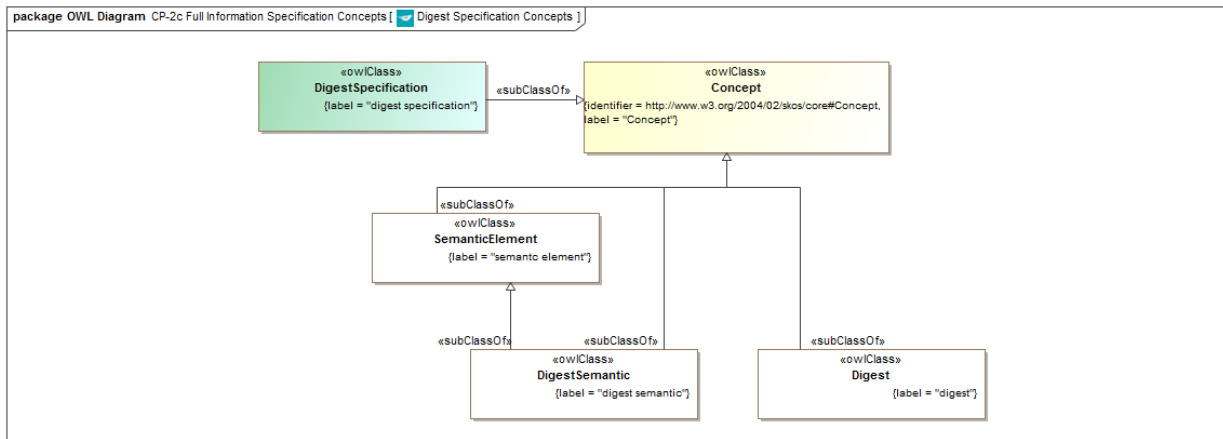 package OWL Diagram CP-2c Full Information Specification Concepts [ Digest Specification Concepts ]
«owlClass»
DigestSpecification
{label = "digest specification"}
«subClassOf»
«owlClass»
Concept
{identifier = http://www.w3.org/2004/02/skos/core#Concept,
label = "Concept"}
«subClassOf»
«owlClass»
SemanticElement
{label = "semantc element"}
«subClassOf»
«subClassOf»
«subClassOf»
«owlClass»
DigestSemantic
{label = "digest semantic"}
«owlClass»
Digest
{label = "digest"}